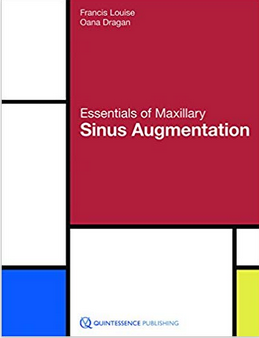 Francis Louise
Oana Dragan
Essentials of Maxillary
Sinus Augmentation
QUINTESSENCE PUBLISHING